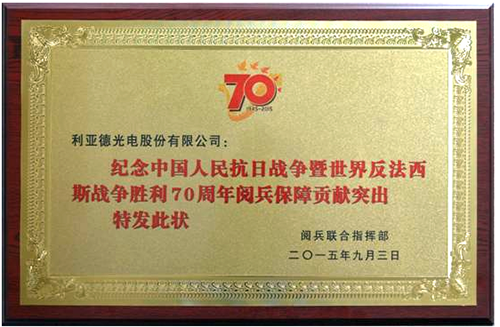 70
1945-2015
利亚德光电股份有限公司：
纪念中国人民抗日战争暨世界反法西
斯战争胜利70周年阅兵保障贡献突出
特发此状
阅兵联合指挥部
二〇一五年九月三日